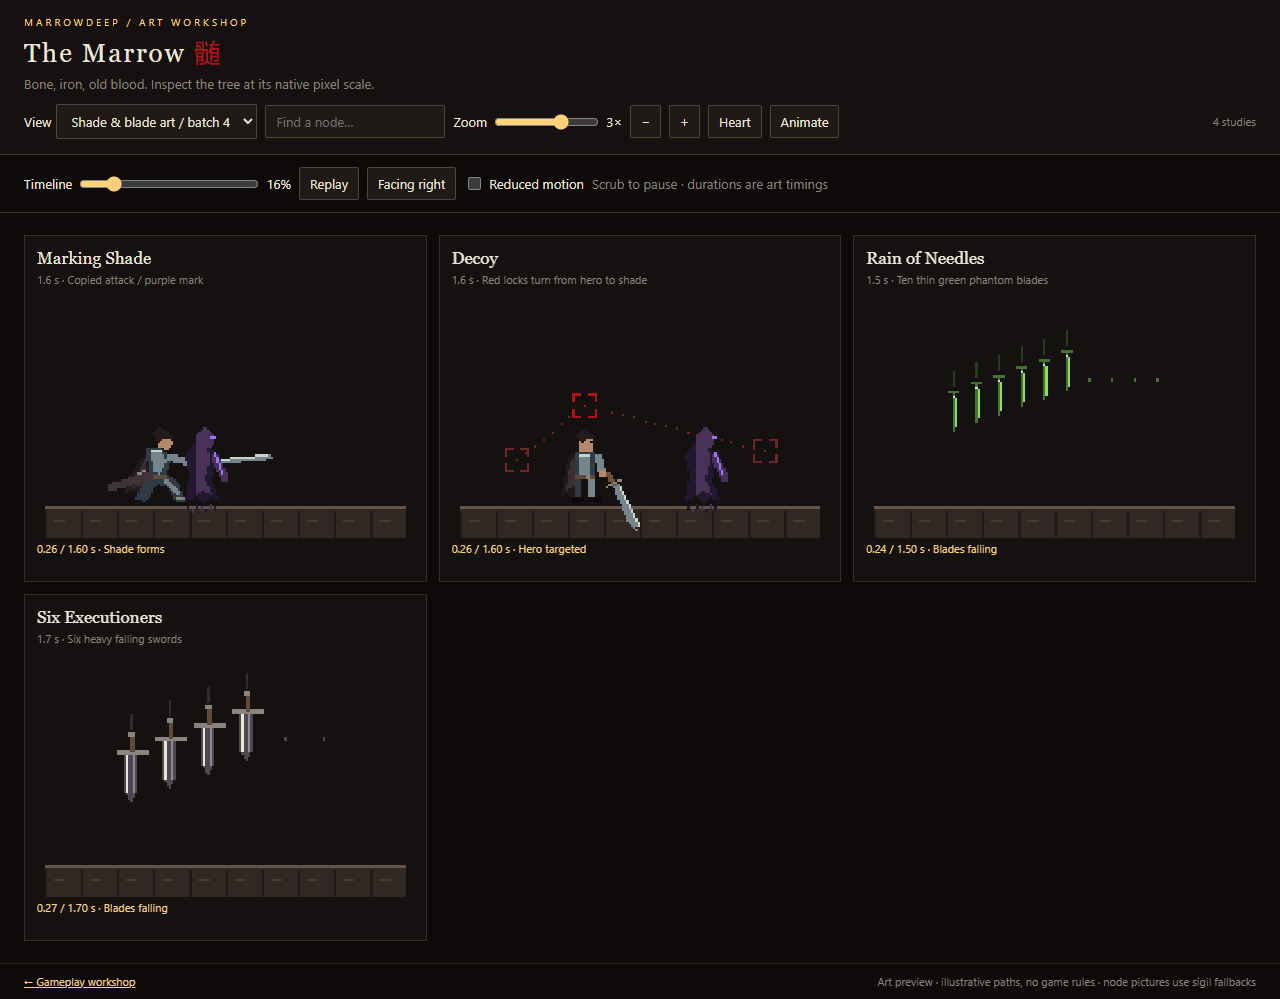 MARROWDEEP / ART WORKSHOP
The Marrow 髄
Bone, iron, old blood. Inspect the tree at its native pixel scale.
View Shade & blade art / batch 4 Find a node... Zoom 3× − + Heart Animate 4 studies
Timeline 16% Replay Facing right Reduced motion Scrub to pause · durations are art timings
Marking Shade
1.6 s · Copied attack / purple mark
0.26 / 1.60 s · Shade forms
Decoy
1.6 s · Red locks turn from hero to shade
0.26 / 1.60 s · Hero targeted
Rain of Needles
1.5 s · Ten thin green phantom blades
0.24 / 1.50 s · Blades falling
Six Executioners
1.7 s · Six heavy falling swords
0.27 / 1.70 s · Blades falling
← Gameplay workshop
Art preview · illustrative paths, no game rules · node pictures use sigil fallbacks